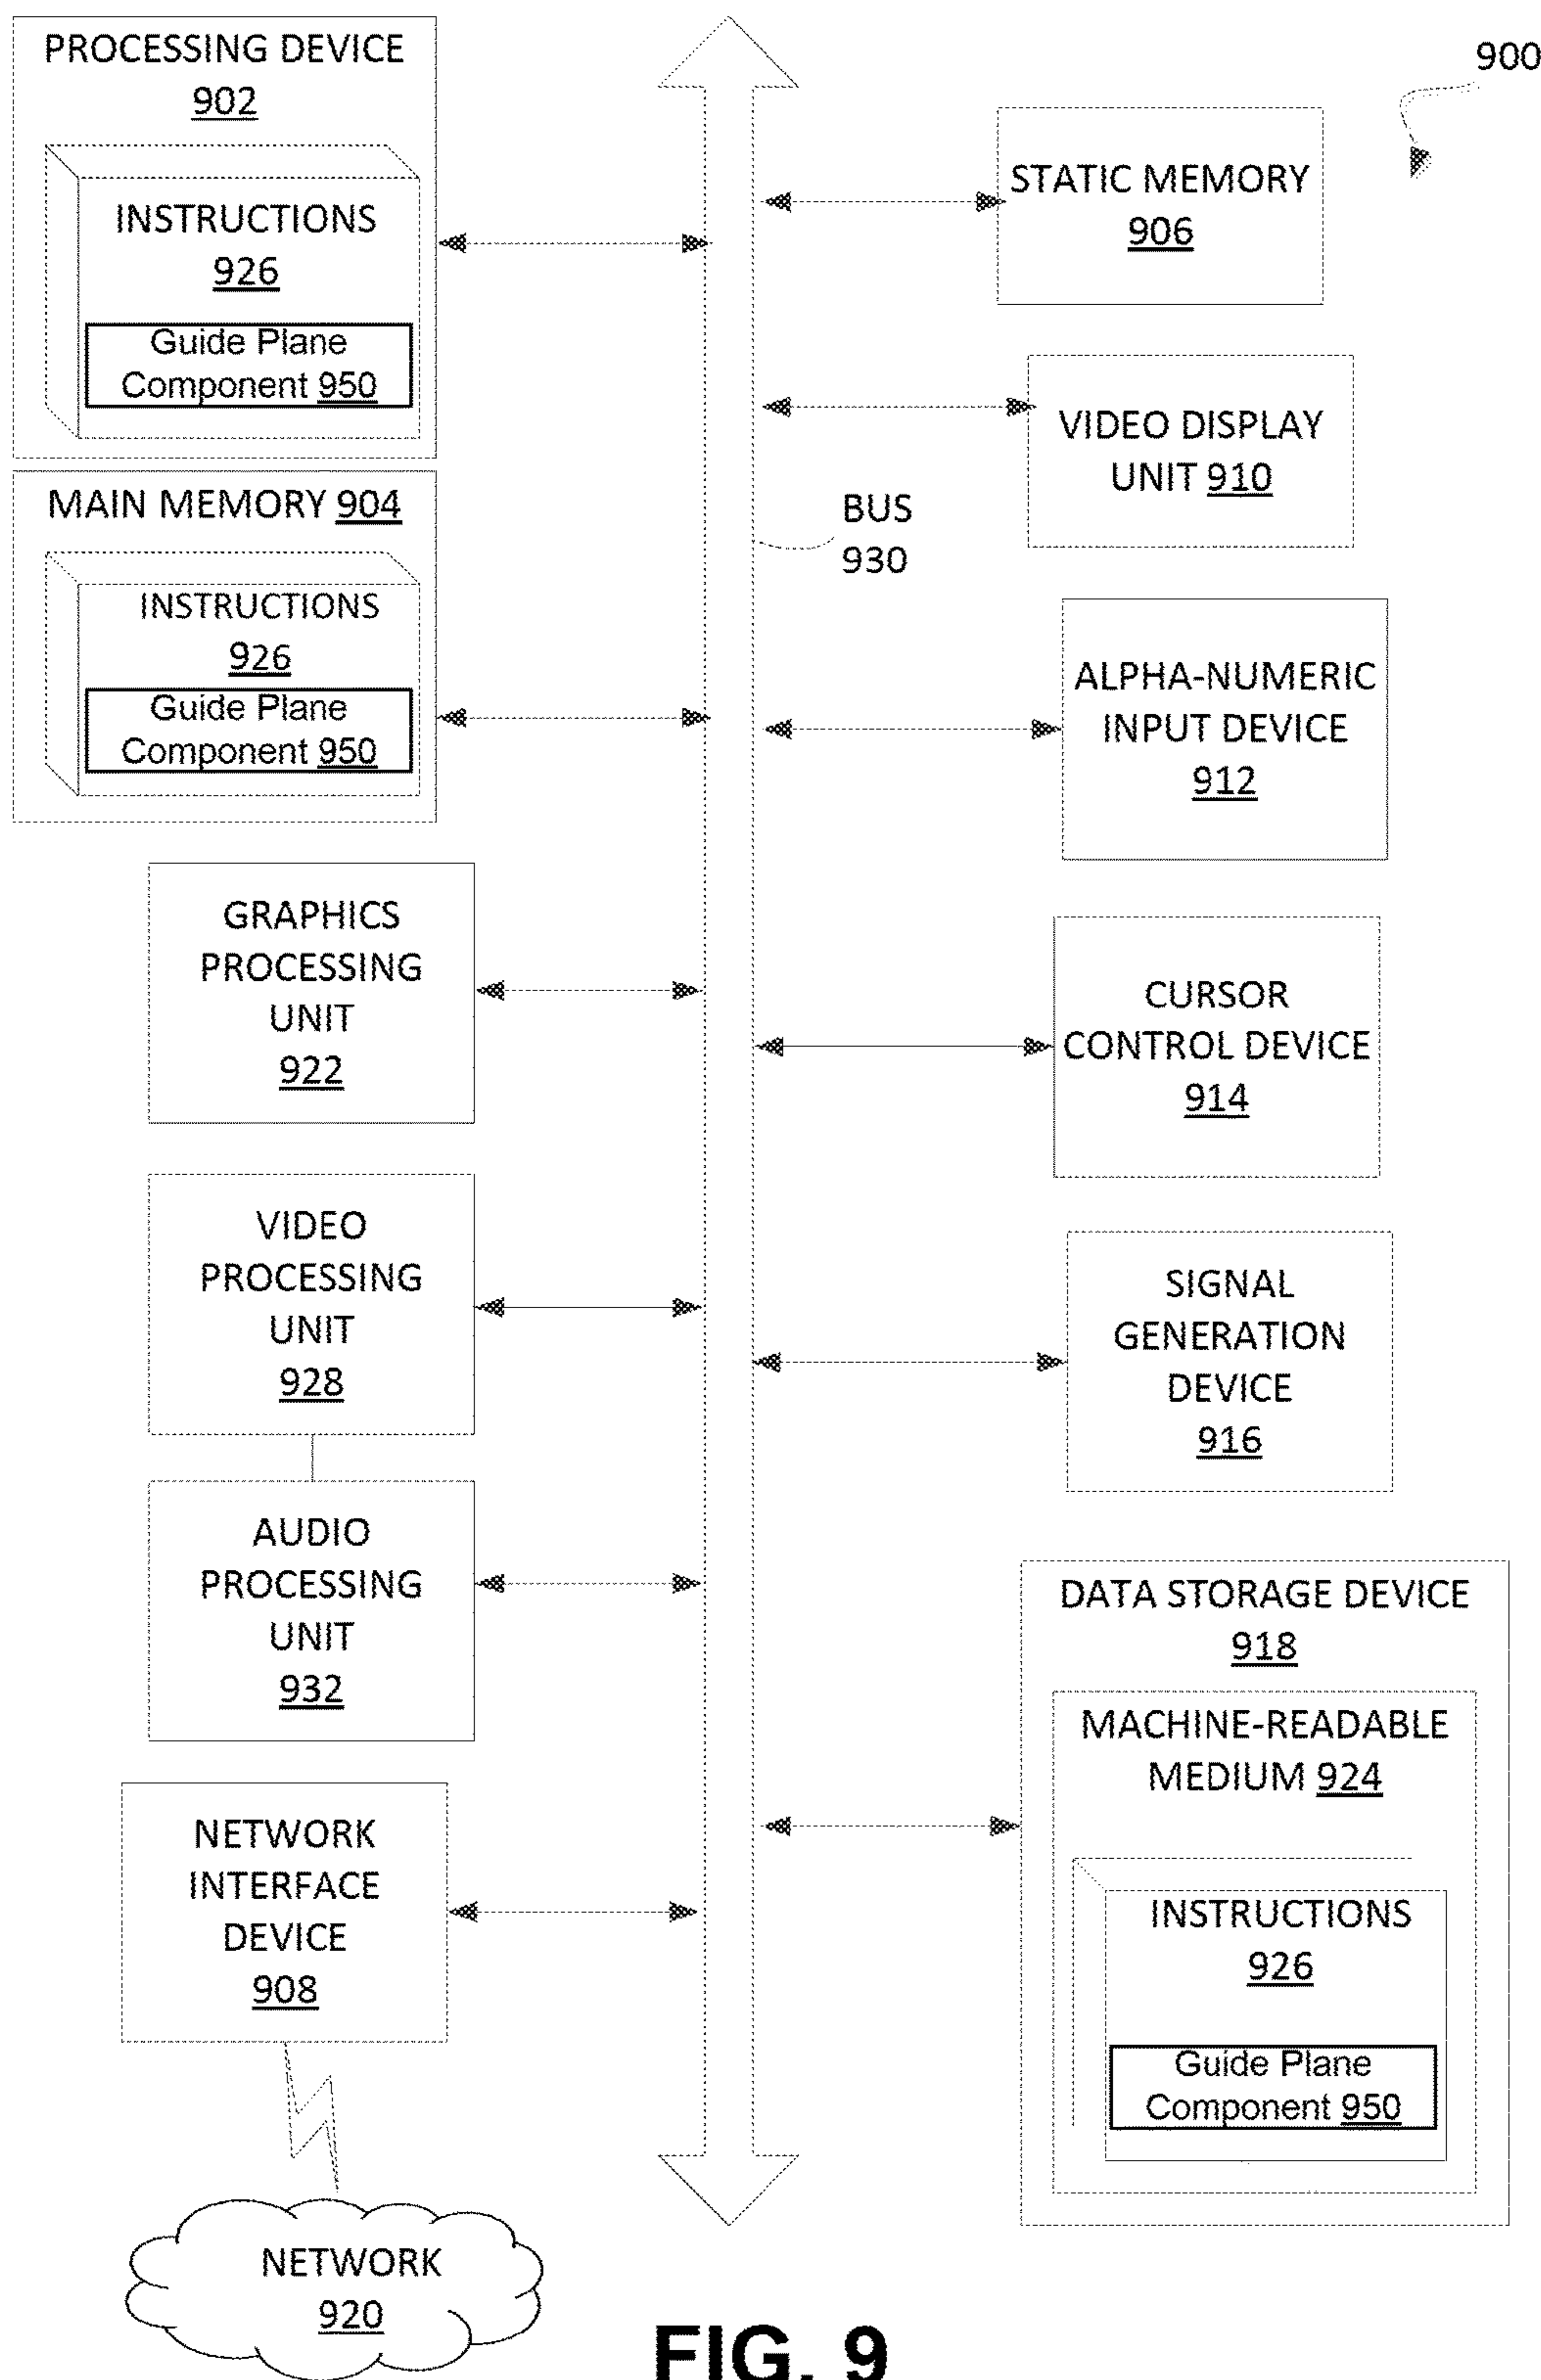 PROCESSING DEVICE
902
INSTRUCTIONS
926
Guide Plane
Component 950
MAIN MEMORY 904
INSTRUCTIONS
926
Guide Plane
Component 950
GRAPHICS
PROCESSING
UNIT
922
VIDEO
PROCESSING
UNIT
928
AUDIO
PROCESSING
UNIT
932
NETWORK
INTERFACE
DEVICE
908
NETWORK
920
BUS
930
900
STATIC MEMORY
906
VIDEO DISPLAY
UNIT 910
ALPHA-NUMERIC
INPUT DEVICE
912
CURSOR
CONTROL DEVICE
914
SIGNAL
GENERATION
DEVICE
916
DATA STORAGE DEVICE
918
MACHINE-READABLE
MEDIUM 924
INSTRUCTIONS
926
Guide Plane
Component 950
FIG. 9